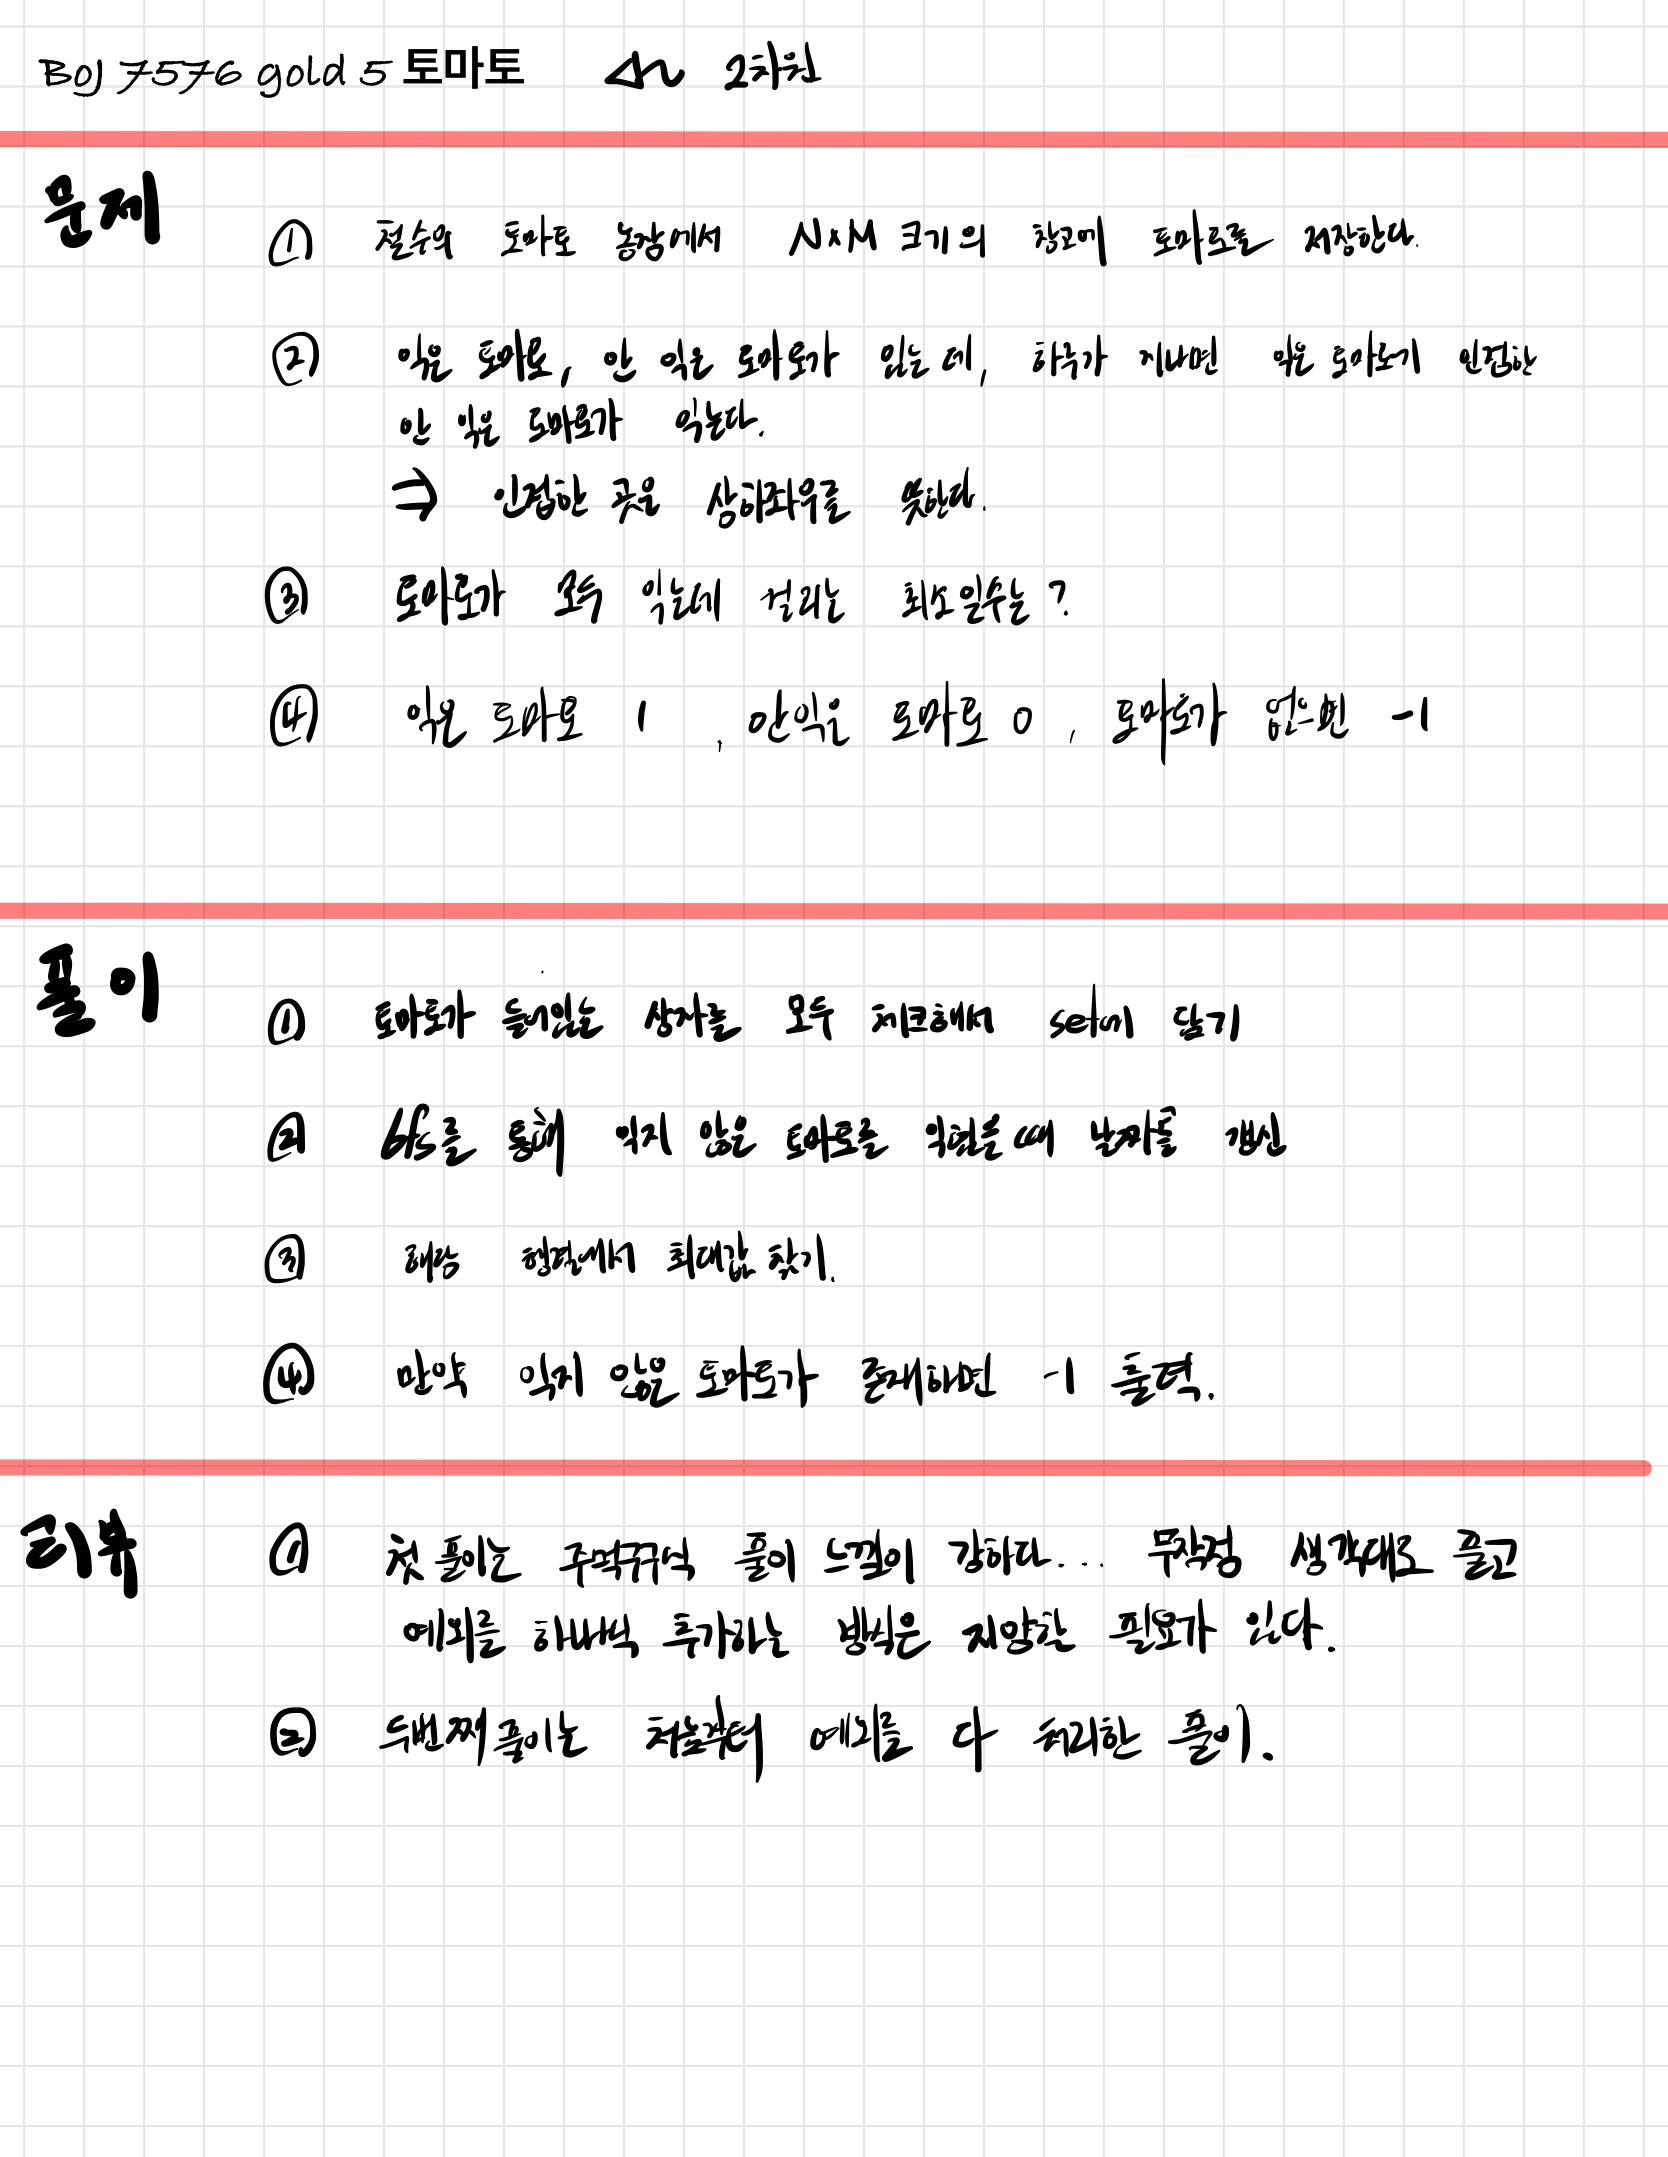 BOJ 7576 gold 5 토마토 2차원
문제
① 철수의 토마토 농장에서 N×M 크기의 창고에 토마토를 저장한다.
② 익은 토마토, 안 익은 토마토가 있는데, 하루가 지나면 익은 토마토가 인접한
안 익은 토마토가 익는다.
⇒ 인접한 곳은 상하좌우를 뜻한다.
③ 토마토가 모두 익는데 걸리는 최소일수는?
④ 익은 토마토 1, 안익은 토마토 0, 토마토가 없으면 -1
풀이
① 토마토가 들어있는 상자를 모두 체크해서 set에 담기
② bfs를 통해 익지 않은 토마토를 익혔을 때 날짜를 갱신
③ 해당 행렬에서 최대값 찾기.
④ 만약 익지 않은 토마토가 존재하면 -1 출력.
리뷰
① 첫 풀이는 주먹구구식 풀이 느낌이 강하다... 무작정 생각대로 풀고
예외를 하나씩 추가하는 방식은 지양할 필요가 있다.
② 두번째 풀이는 처음부터 예외를 다 처리한 풀이.